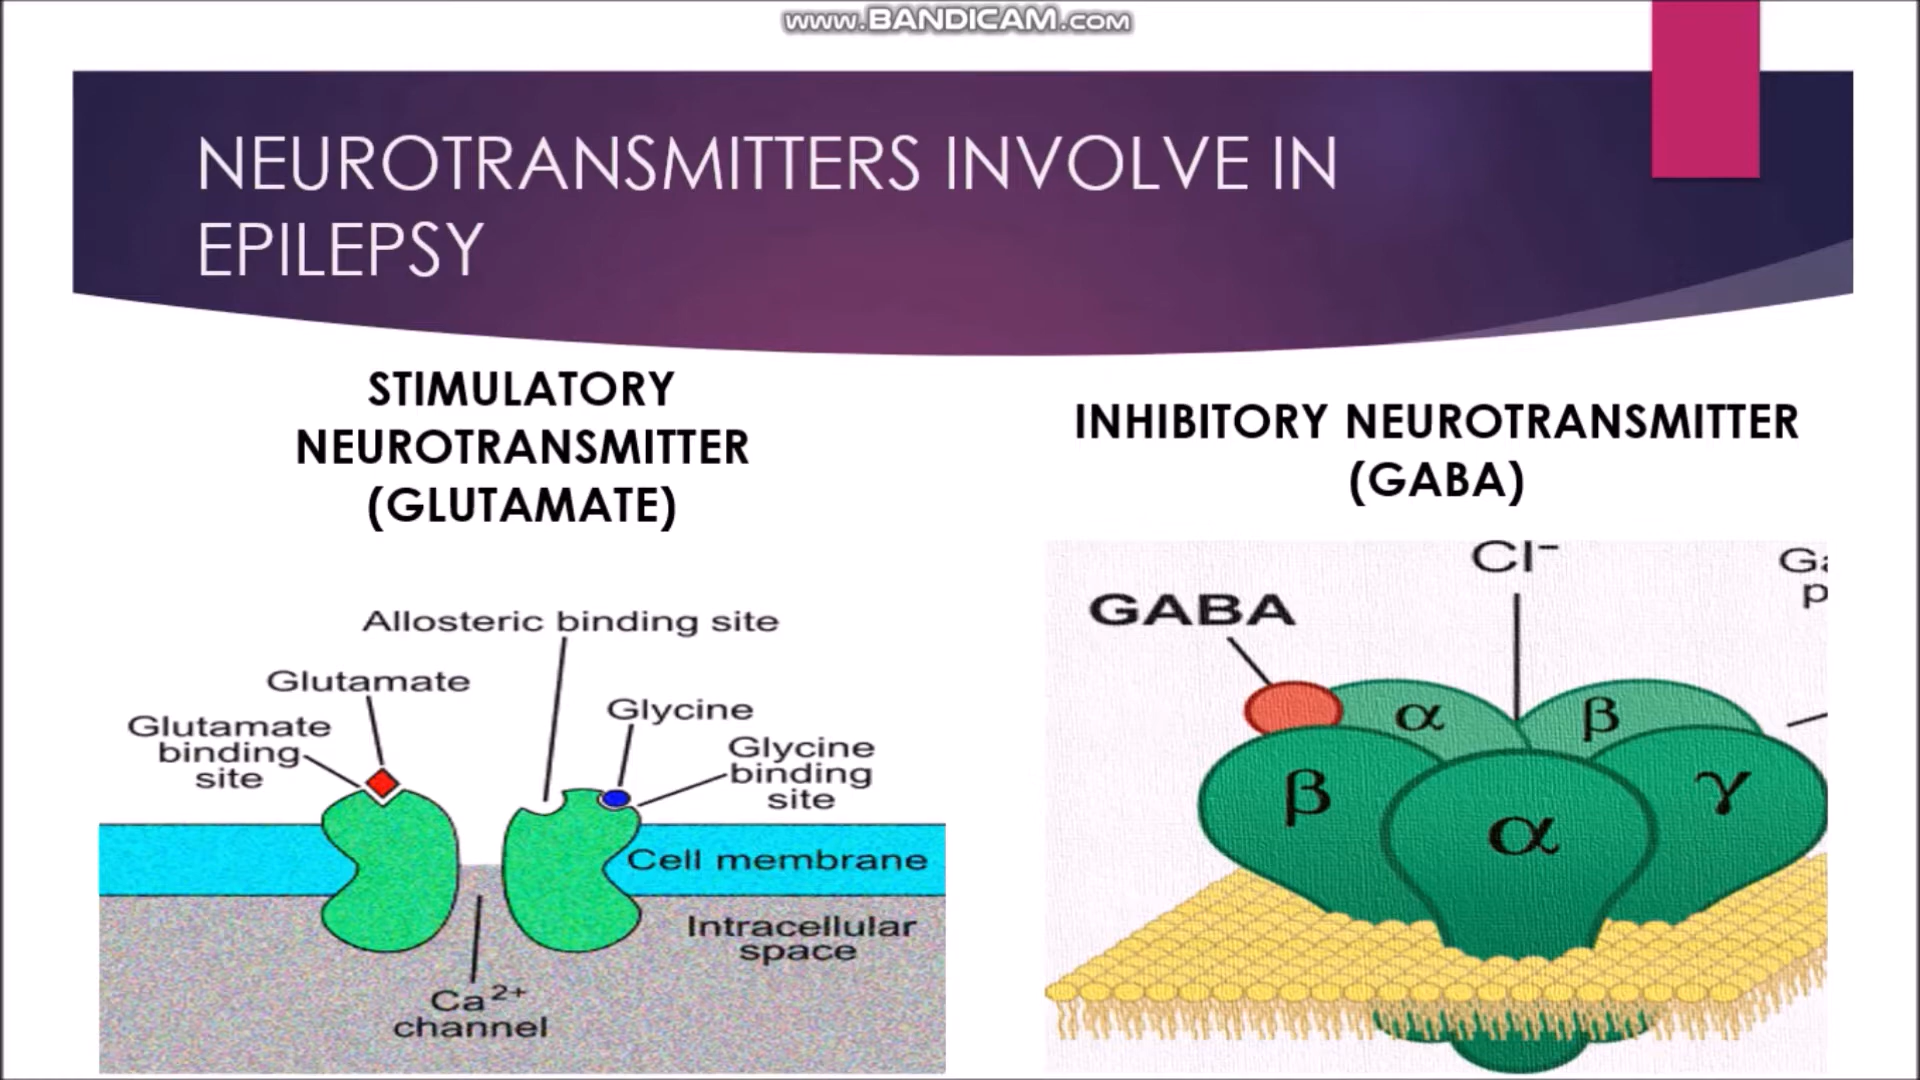 www.BANDICAM.com
NEUROTRANSMITTERS INVOLVE IN
EPILEPSY
STIMULATORY
NEUROTRANSMITTER
(GLUTAMATE)
Allosteric binding site
Glutamate
Glycine
Glutamate
binding
site
Glycine
binding
site
Cell membrane
Intracellular
space
Ca²⁺
channel
INHIBITORY NEUROTRANSMITTER
(GABA)
Cl⁻
GABA
α
β
β
α
γ